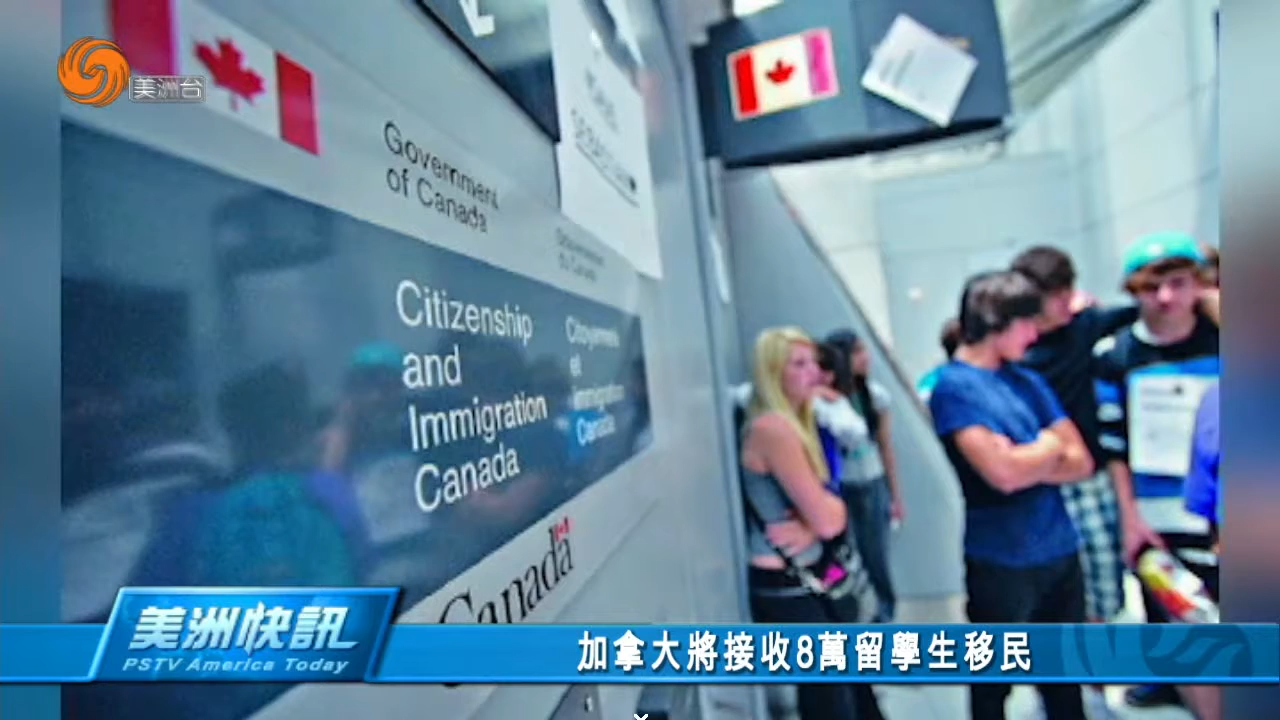 美洲台
Government
of Canada
Citizenship
and
Immigration
Canada
Citoyenneté
et
Immigration
Canada
Canada
美洲快訊
PSTV America Today
加拿大將接收8萬留學生移民